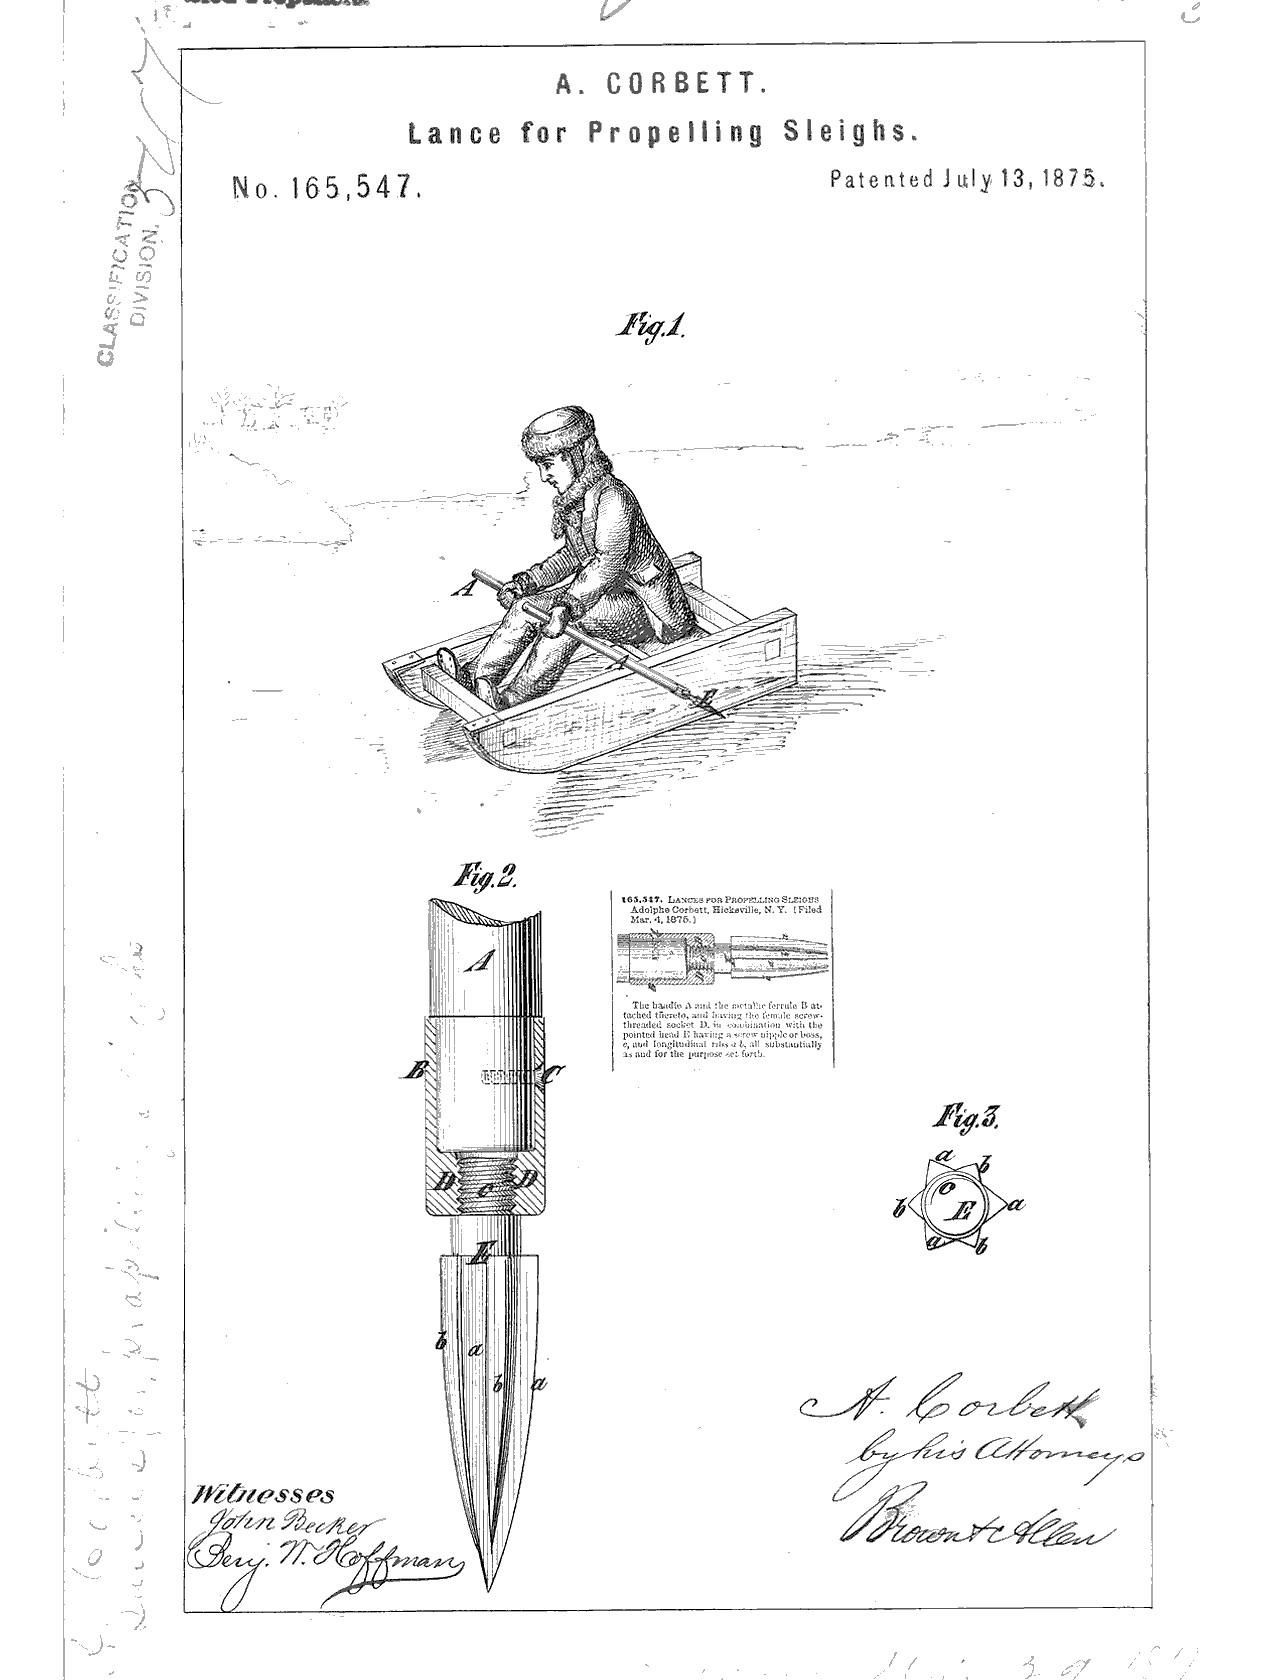 A. CORBETT.
Lance for Propelling Sleighs.
No. 165,547.
Patented July 13, 1875.
CLASSIFICATION
DIVISION.
Fig.1.
A
A
E
Fig.2.
A
B
C
D
c
D
E
b
a
b
a
165,547. LANCES FOR PROPELLING SLEIGHS
Adolphe Corbett, Hicksville, N. Y. [Filed
Mar. 4, 1875.]
The handle A and the metallic ferrule B at-
tached thereto, and having the female screw-
threaded socket D, in combination with the
pointed head E having a screw nipple or boss,
c, and longitudinal ribs a b, all substantially
as and for the purpose set forth.
Fig.3.
a
b
c
b
E
a
a
b
A. Corbett
by his Attorneys
Brown & Allen
Witnesses
John Becker
Benj. W. Hoffman